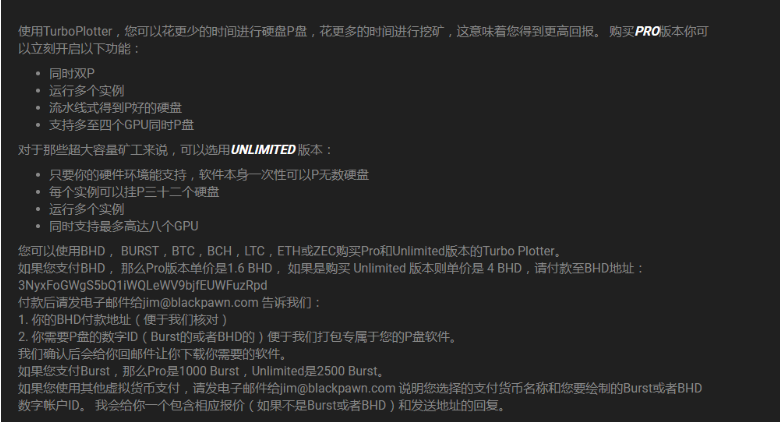 使用TurboPlotter，您可以花更少的时间进行硬盘P盘，花更多的时间进行挖矿，这意味着您得到更高回报。 购买PRO版本你可
以立刻开启以下功能：
• 同时双P
• 运行多个实例
• 流水线式得到P好的硬盘
• 支持多至四个GPU同时P盘
对于那些超大容量矿工来说，可以选用UNLIMITED 版本：
• 只要你的硬件环境能支持，软件本身一次性可以P无数硬盘
• 每个实例可以挂P三十二个硬盘
• 运行多个实例
• 同时支持最多高达八个GPU
您可以使用BHD， BURST，BTC，BCH，LTC，ETH或ZEC购买Pro和Unlimited版本的Turbo Plotter。
如果您支付BHD， 那么Pro版本单价是1.6 BHD， 如果是购买 Unlimited 版本则单价是 4 BHD，请付款至BHD地址：
3NyxFoGWgS5bQ1iWQLeWV9bjfEUWFuzRpd
付款后请发电子邮件给jim@blackpawn.com 告诉我们：
1. 你的BHD付款地址（便于我们核对）
2. 你需要P盘的数字ID（Burst的或者BHD的）便于我们打包专属于您的P盘软件。
我们确认后会给你回邮件让你下载你需要的软件。
如果您支付Burst，那么Pro是1000 Burst，Unlimited是2500 Burst。
如果您使用其他虚拟货币支付，请发电子邮件给jim@blackpawn.com 说明您选择的支付货币名称和您要绘制的Burst或者BHD
数字帐户ID。 我会给你一个包含相应报价（如果不是Burst或者BHD）和发送地址的回复。